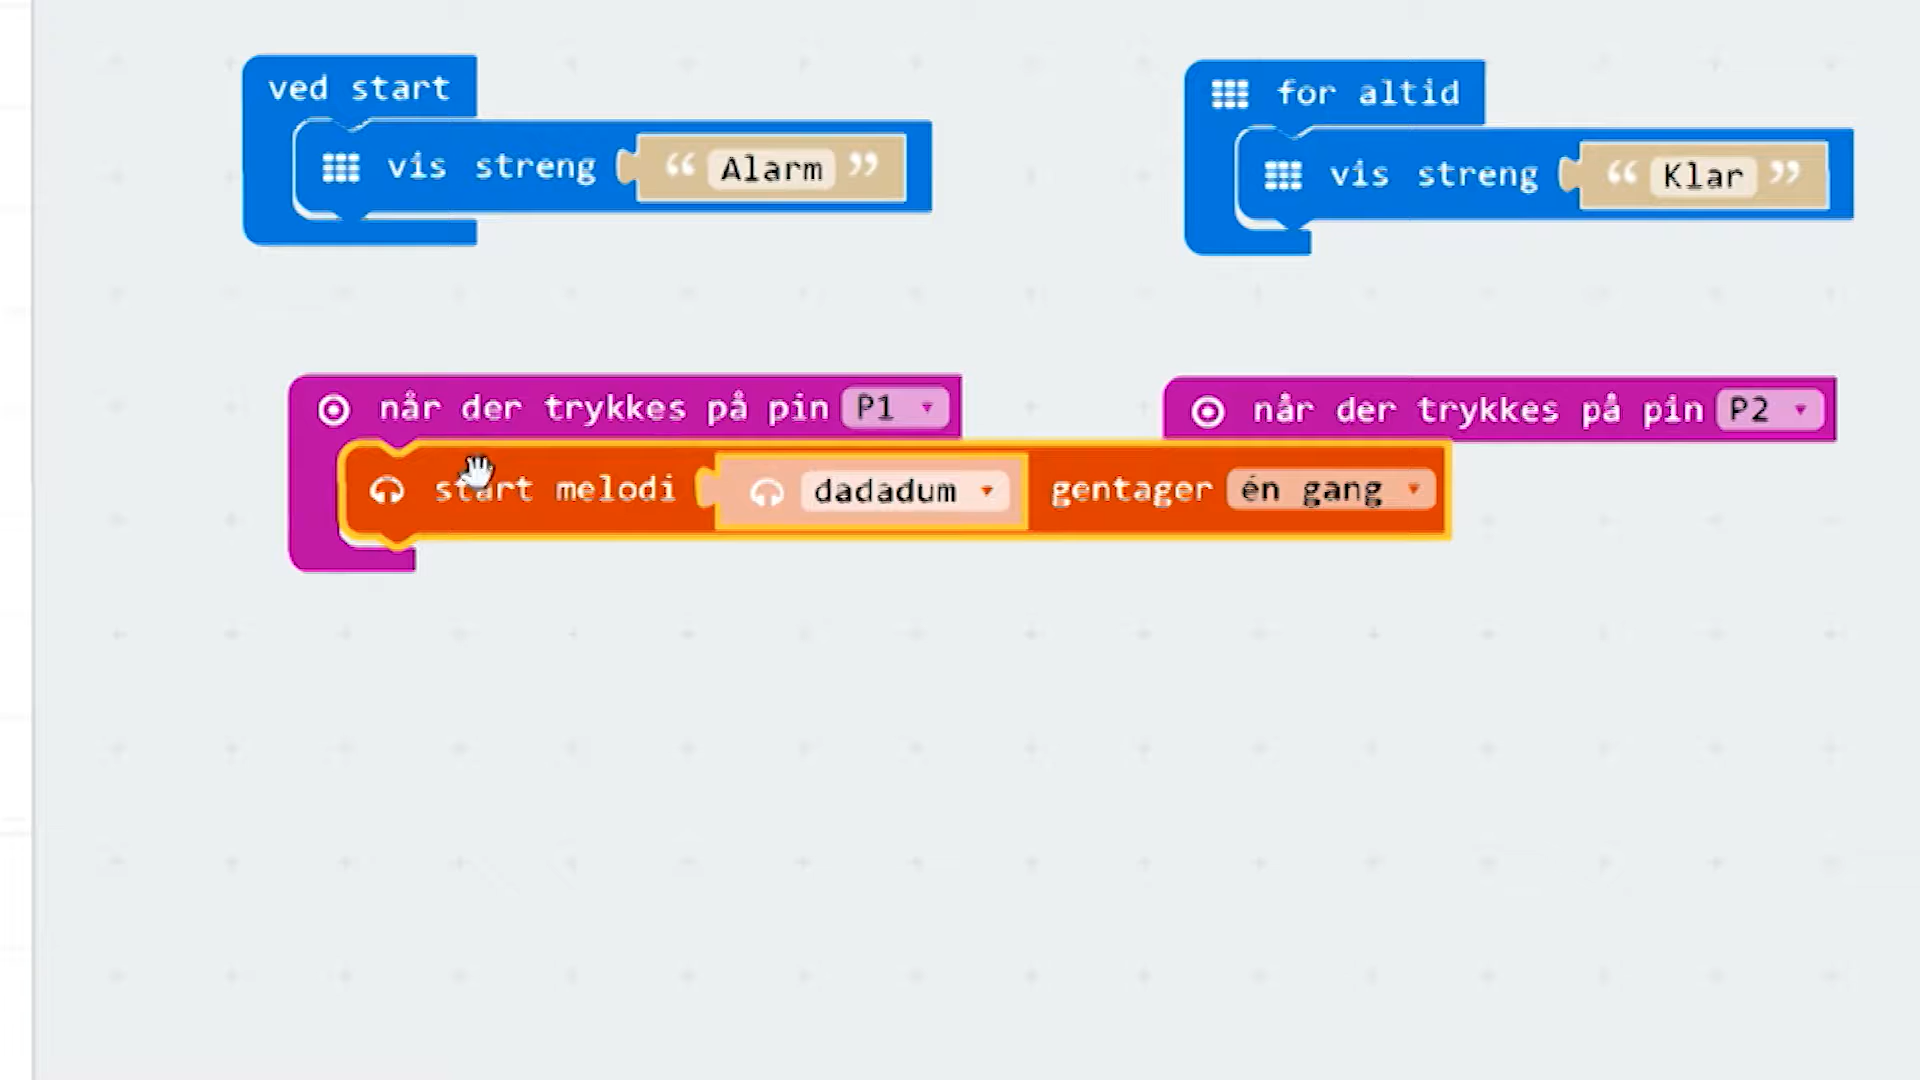 ved start
vis streng “ Alarm ”
for altid
vis streng “ Klar ”
når der trykkes på pin P1
start melodi dadadum gentager én gang
når der trykkes på pin P2